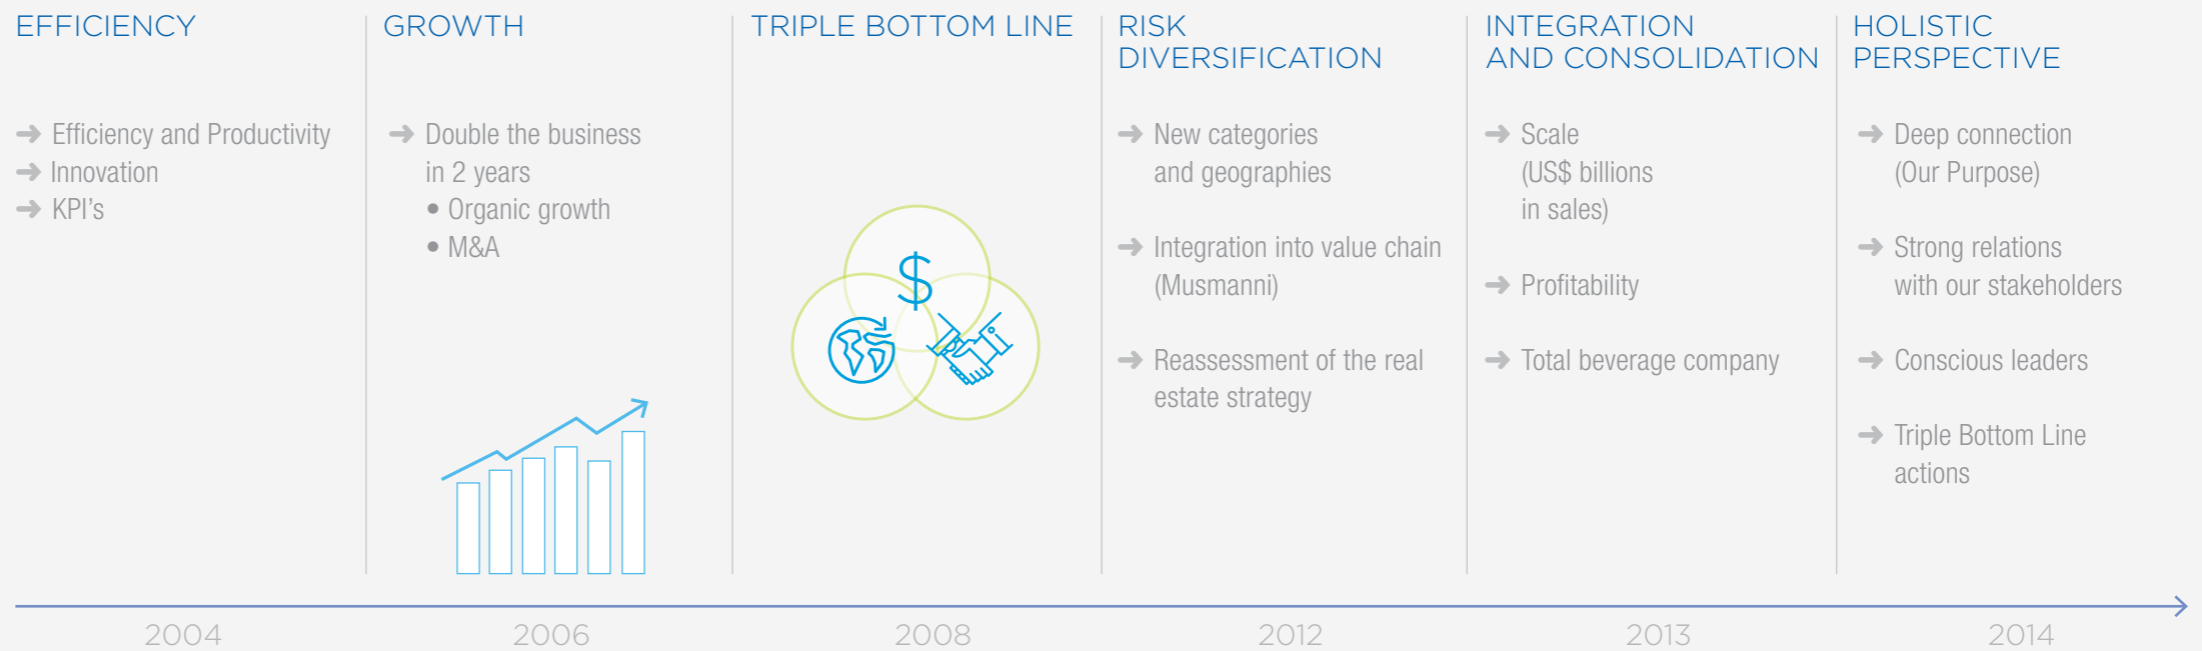 EFFICIENCY
➜ Efficiency and Productivity
➜ Innovation
➜ KPI's
GROWTH
➜ Double the business
in 2 years
• Organic growth
• M&A
TRIPLE BOTTOM LINE
$
RISK
DIVERSIFICATION
➜ New categories
and geographies
➜ Integration into value chain
(Musmanni)
➜ Reassessment of the real
estate strategy
INTEGRATION
AND CONSOLIDATION
➜ Scale
(US$ billions
in sales)
➜ Profitability
➜ Total beverage company
HOLISTIC
PERSPECTIVE
➜ Deep connection
(Our Purpose)
➜ Strong relations
with our stakeholders
➜ Conscious leaders
➜ Triple Bottom Line
actions
2004
2006
2008
2012
2013
2014